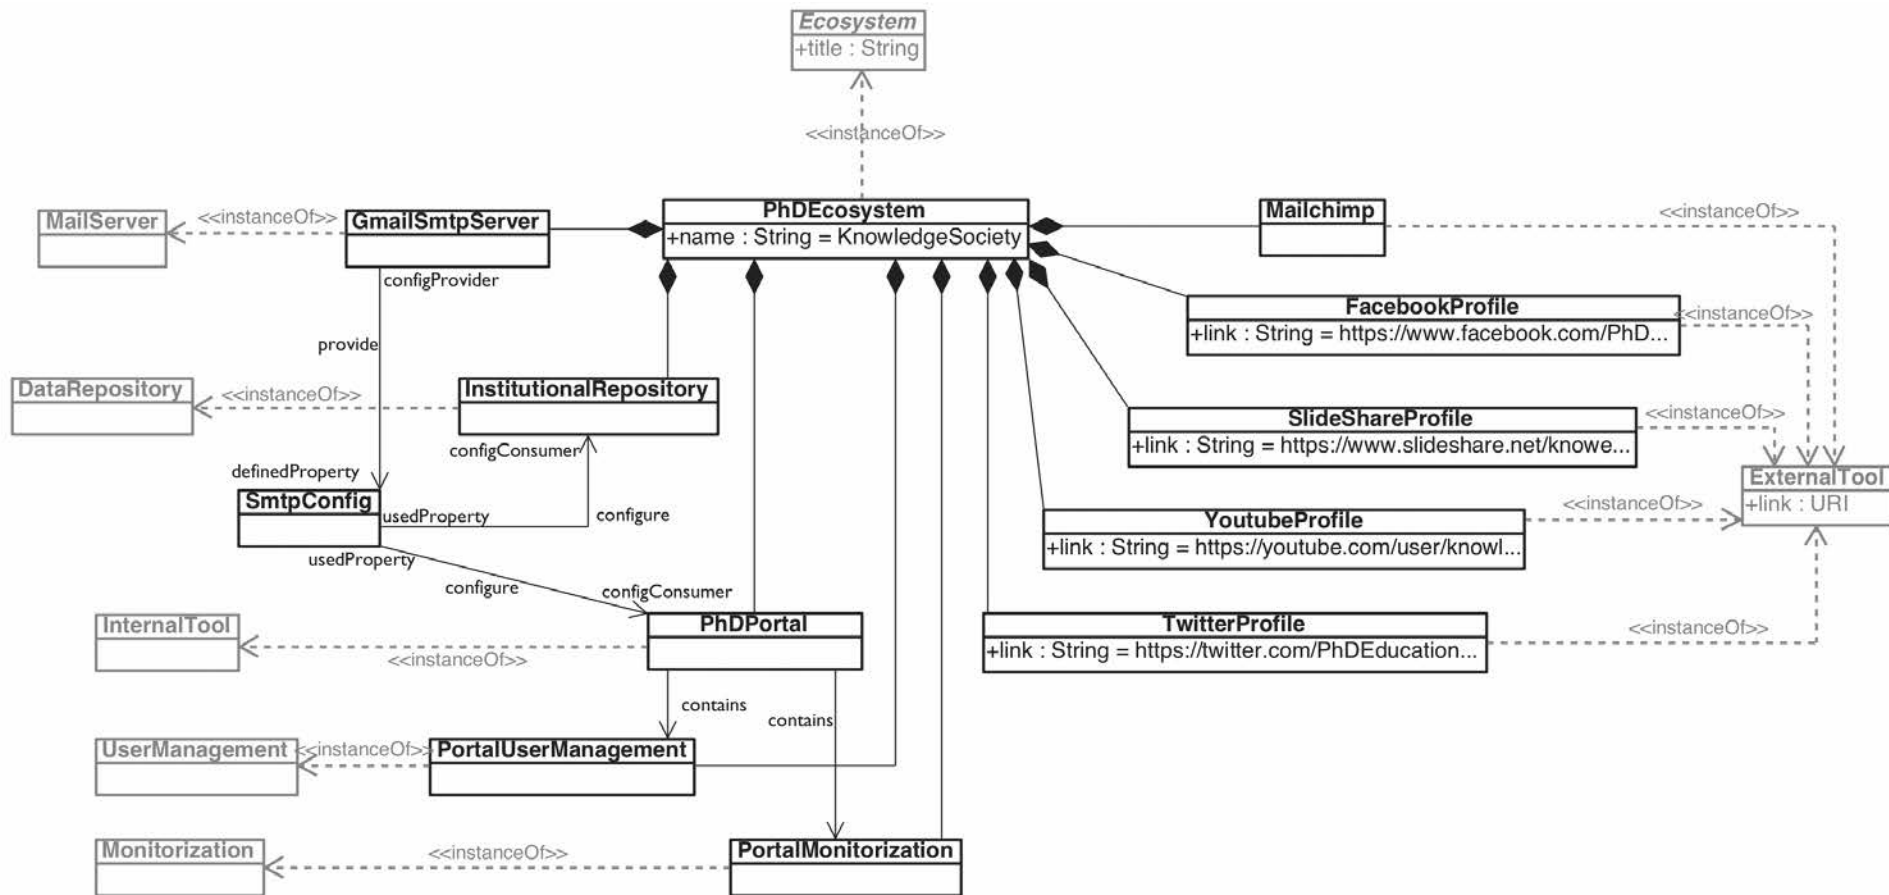 Ecosystem
+title : String
<<instanceOf>>
MailServer
<<instanceOf>>
GmailSmtpServer
PhDEcosystem
+name : String = KnowledgeSociety
Mailchimp
<<instanceOf>>
configProvider
FacebookProfile
+link : String = https://www.facebook.com/PhD...
<<instanceOf>>
provide
DataRepository
<<instanceOf>>
InstitutionalRepository
SlideShareProfile
+link : String = https://www.slideshare.net/knowe...
<<instanceOf>>
configConsumer
definedProperty
ExternalTool
+link : URI
SmtpConfig
usedProperty
configure
YoutubeProfile
+link : String = https://youtube.com/user/knowl...
<<instanceOf>>
usedProperty
configure
configConsumer
InternalTool
<<instanceOf>>
PhDPortal
TwitterProfile
+link : String = https://twitter.com/PhDEducation...
<<instanceOf>>
contains
contains
UserManagement
<<instanceOf>>
PortalUserManagement
Monitorization
<<instanceOf>>
PortalMonitorization